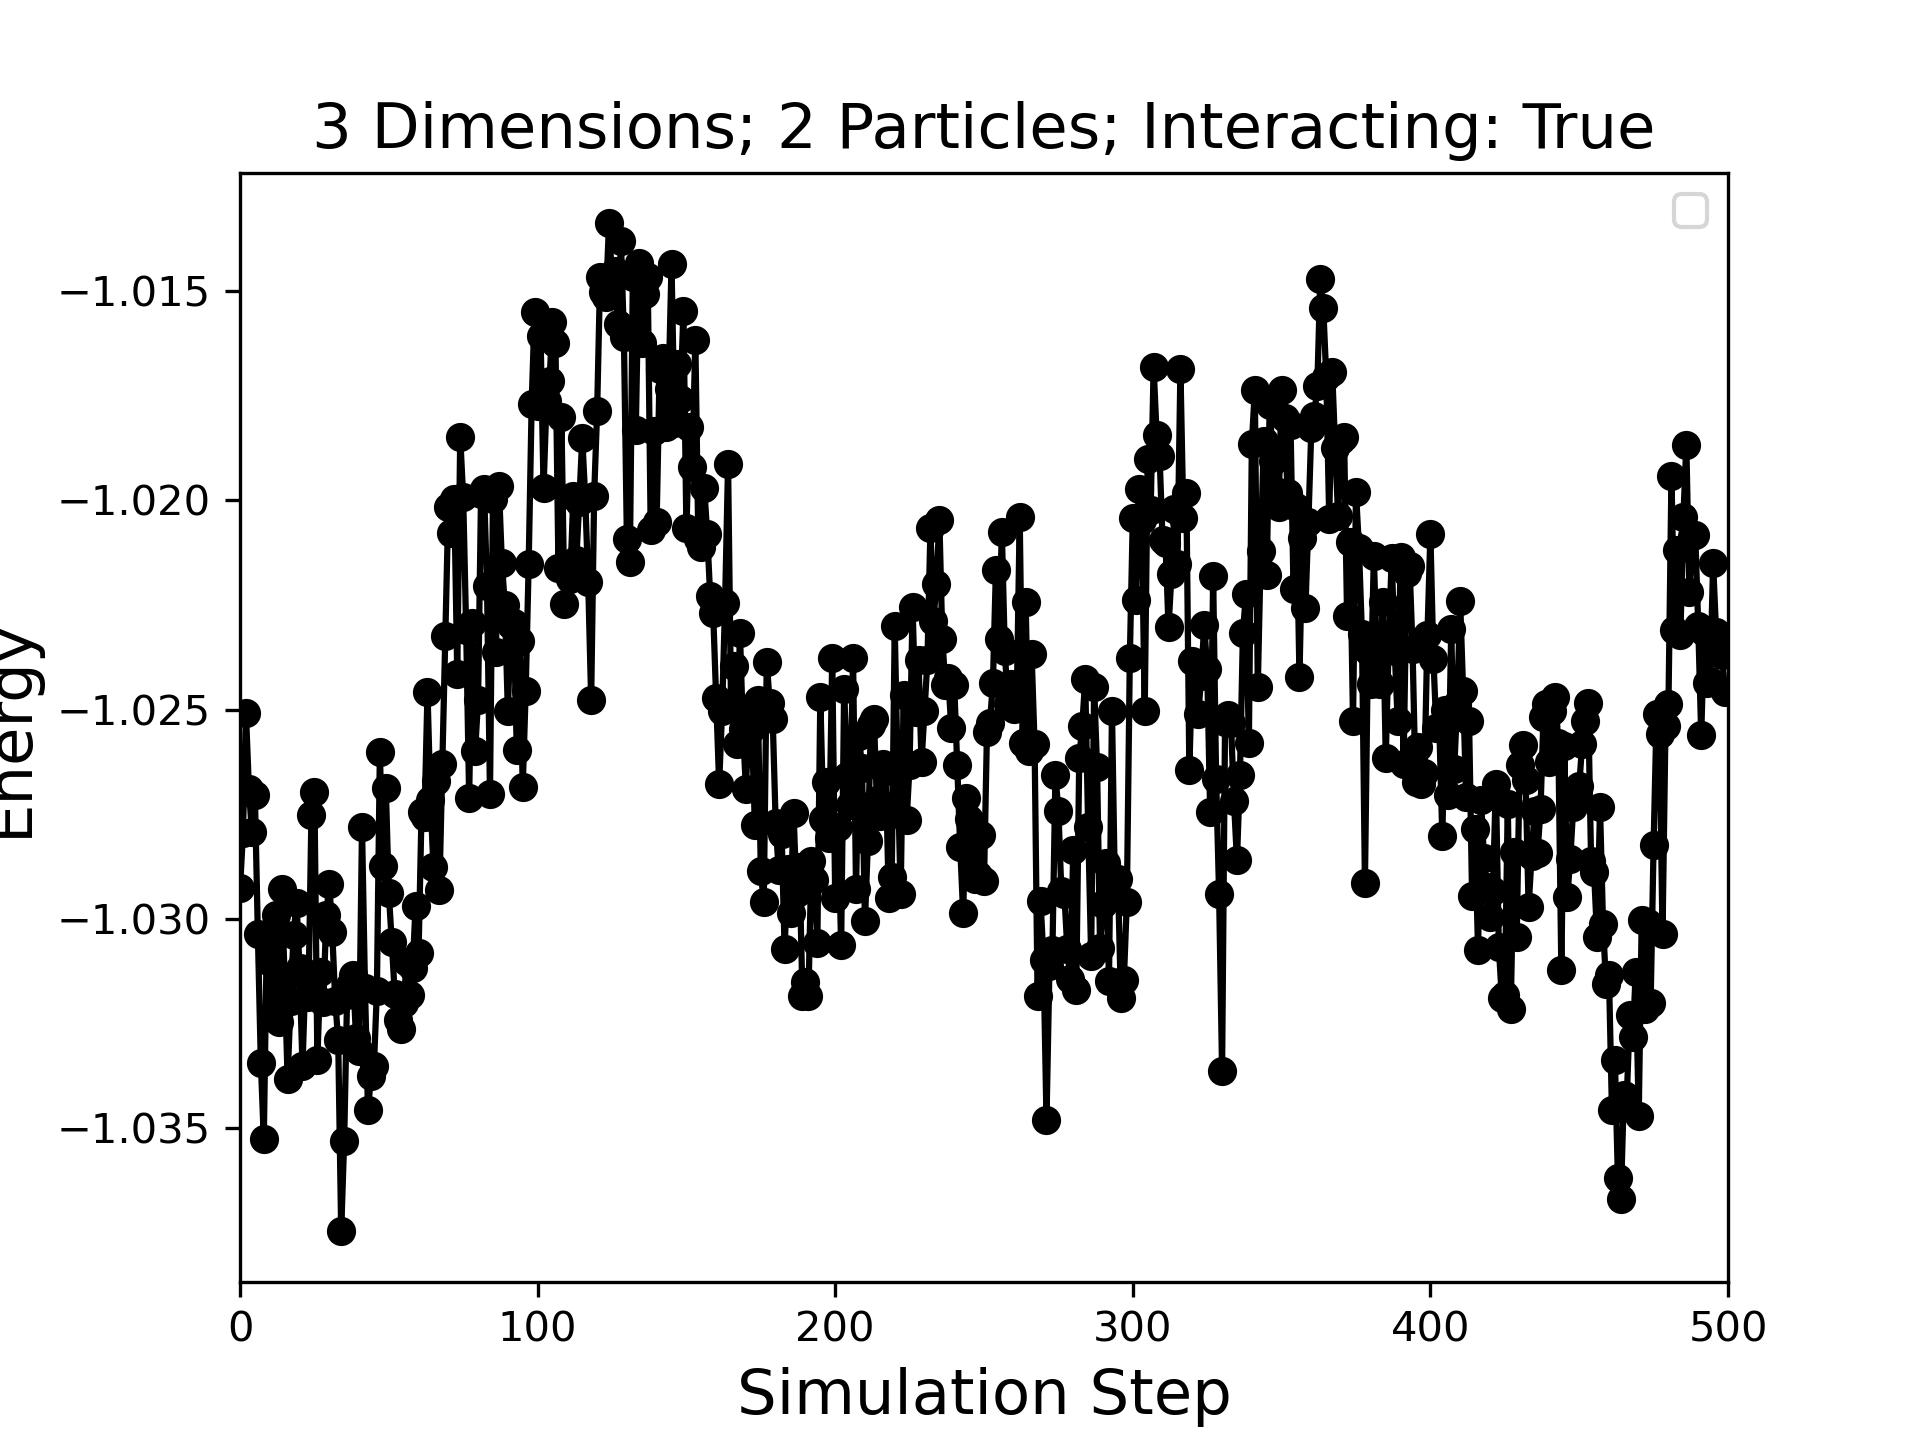 3 Dimensions; 2 Particles; Interacting: True
−1.015
−1.020
−1.025
−1.030
−1.035
Energy
0 100 200 300 400 500
Simulation Step